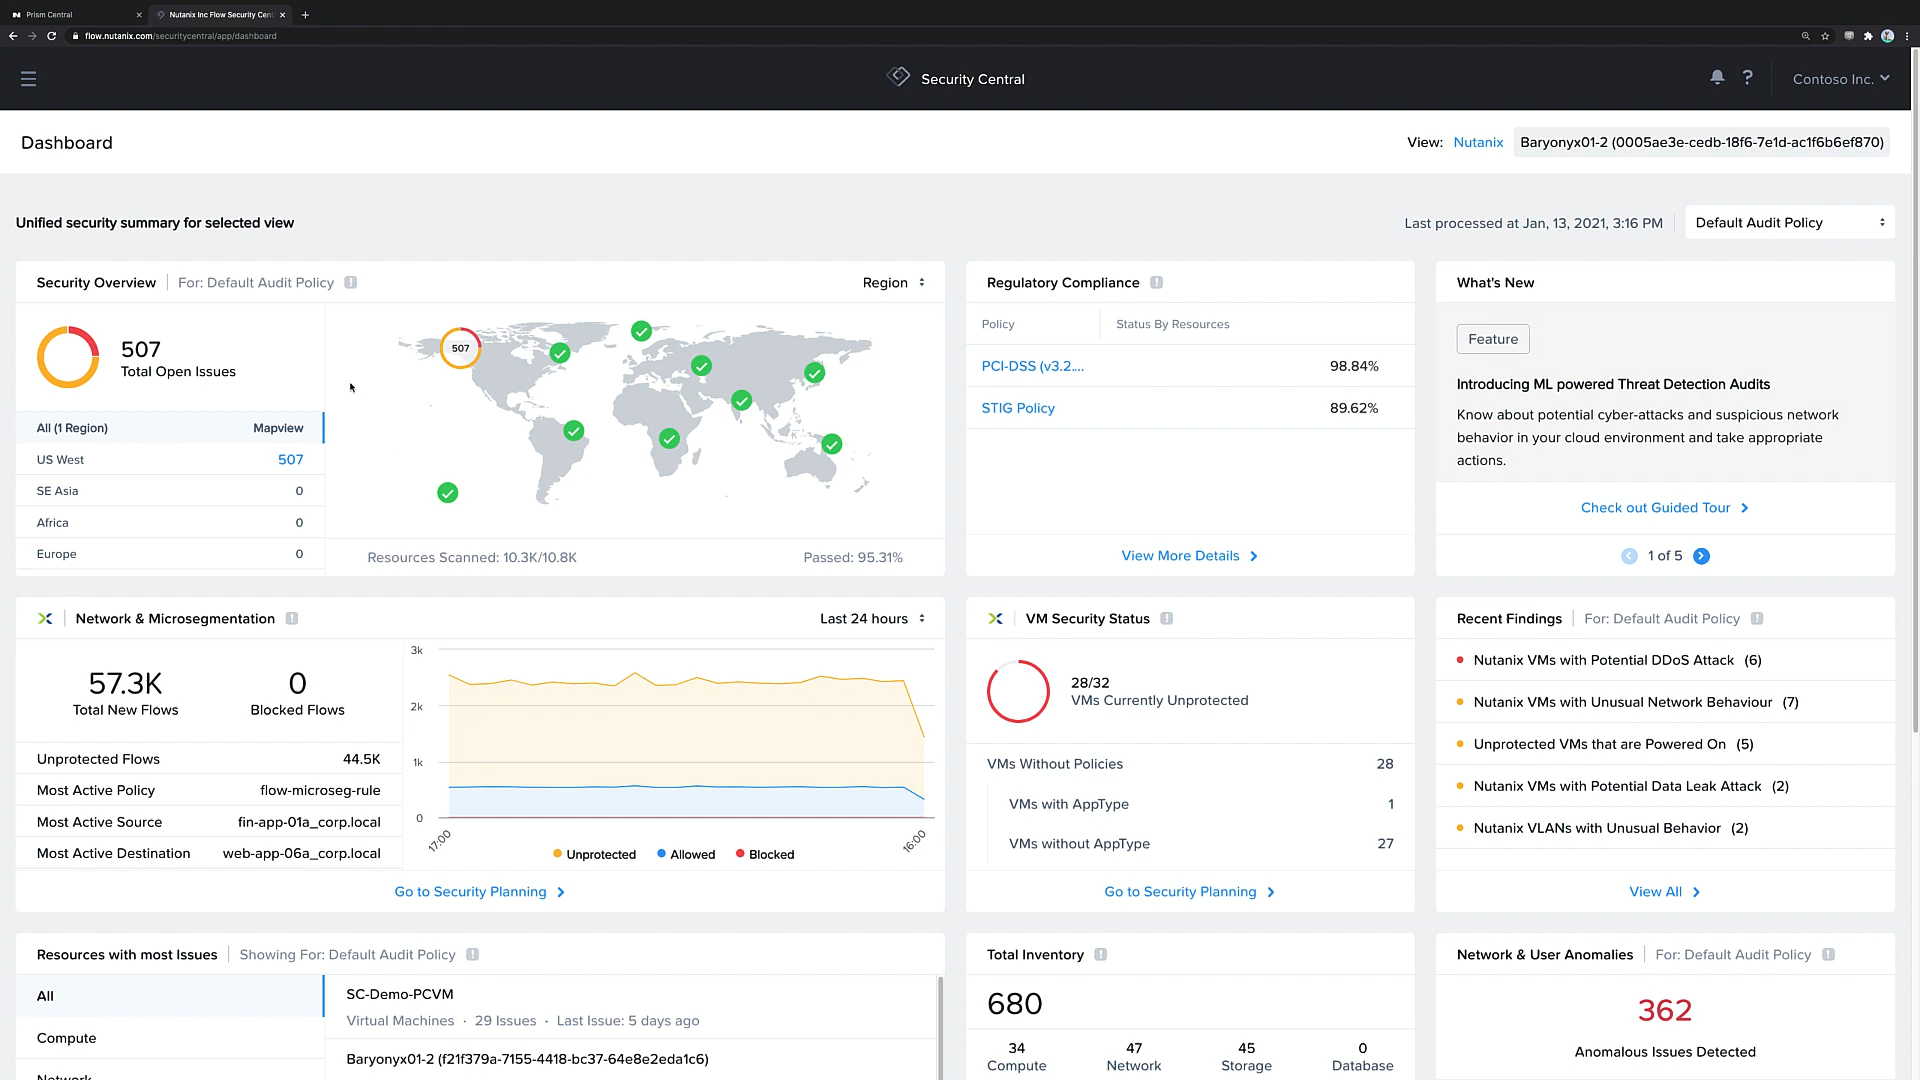 Prism Central
Nutanix Inc Flow Security Cen
flow.nutanix.com/securitycentral/app/dashboard
Security Central
Contoso Inc.
Dashboard
View: Nutanix Baryonyx01-2 (0005ae3e-cedb-18f6-7e1d-ac1f6b6ef870)
Unified security summary for selected view
Last processed at Jan, 13, 2021, 3:16 PM
Default Audit Policy
Security Overview For: Default Audit Policy
Region
507
Total Open Issues
507
All (1 Region) Mapview
US West 507
SE Asia 0
Africa 0
Europe 0
Resources Scanned: 10.3K/10.8K
Passed: 95.31%
Regulatory Compliance
Policy Status By Resources
PCI-DSS (v3.2.... 98.84%
STIG Policy 89.62%
View More Details
What's New
Feature
Introducing ML powered Threat Detection Audits
Know about potential cyber-attacks and suspicious network
behavior in your cloud environment and take appropriate
actions.
Check out Guided Tour
1 of 5
Network & Microsegmentation
Last 24 hours
57.3K
Total New Flows
0
Blocked Flows
Unprotected Flows 44.5K
Most Active Policy flow-microseg-rule
Most Active Source fin-app-01a_corp.local
Most Active Destination web-app-06a_corp.local
3k
2k
1k
0
17:00
16:00
Unprotected Allowed Blocked
Go to Security Planning
VM Security Status
28/32
VMs Currently Unprotected
VMs Without Policies 28
VMs with AppType 1
VMs without AppType 27
Go to Security Planning
Recent Findings For: Default Audit Policy
Nutanix VMs with Potential DDoS Attack (6)
Nutanix VMs with Unusual Network Behaviour (7)
Unprotected VMs that are Powered On (5)
Nutanix VMs with Potential Data Leak Attack (2)
Nutanix VLANs with Unusual Behavior (2)
View All
Resources with most Issues Showing For: Default Audit Policy
All
Compute
Network
SC-Demo-PCVM
Virtual Machines · 29 Issues · Last Issue: 5 days ago
Baryonyx01-2 (f21f379a-7155-4418-bc37-64e8e2eda1c6)
Total Inventory
680
34
Compute
47
Network
45
Storage
0
Database
Network & User Anomalies For: Default Audit Policy
362
Anomalous Issues Detected